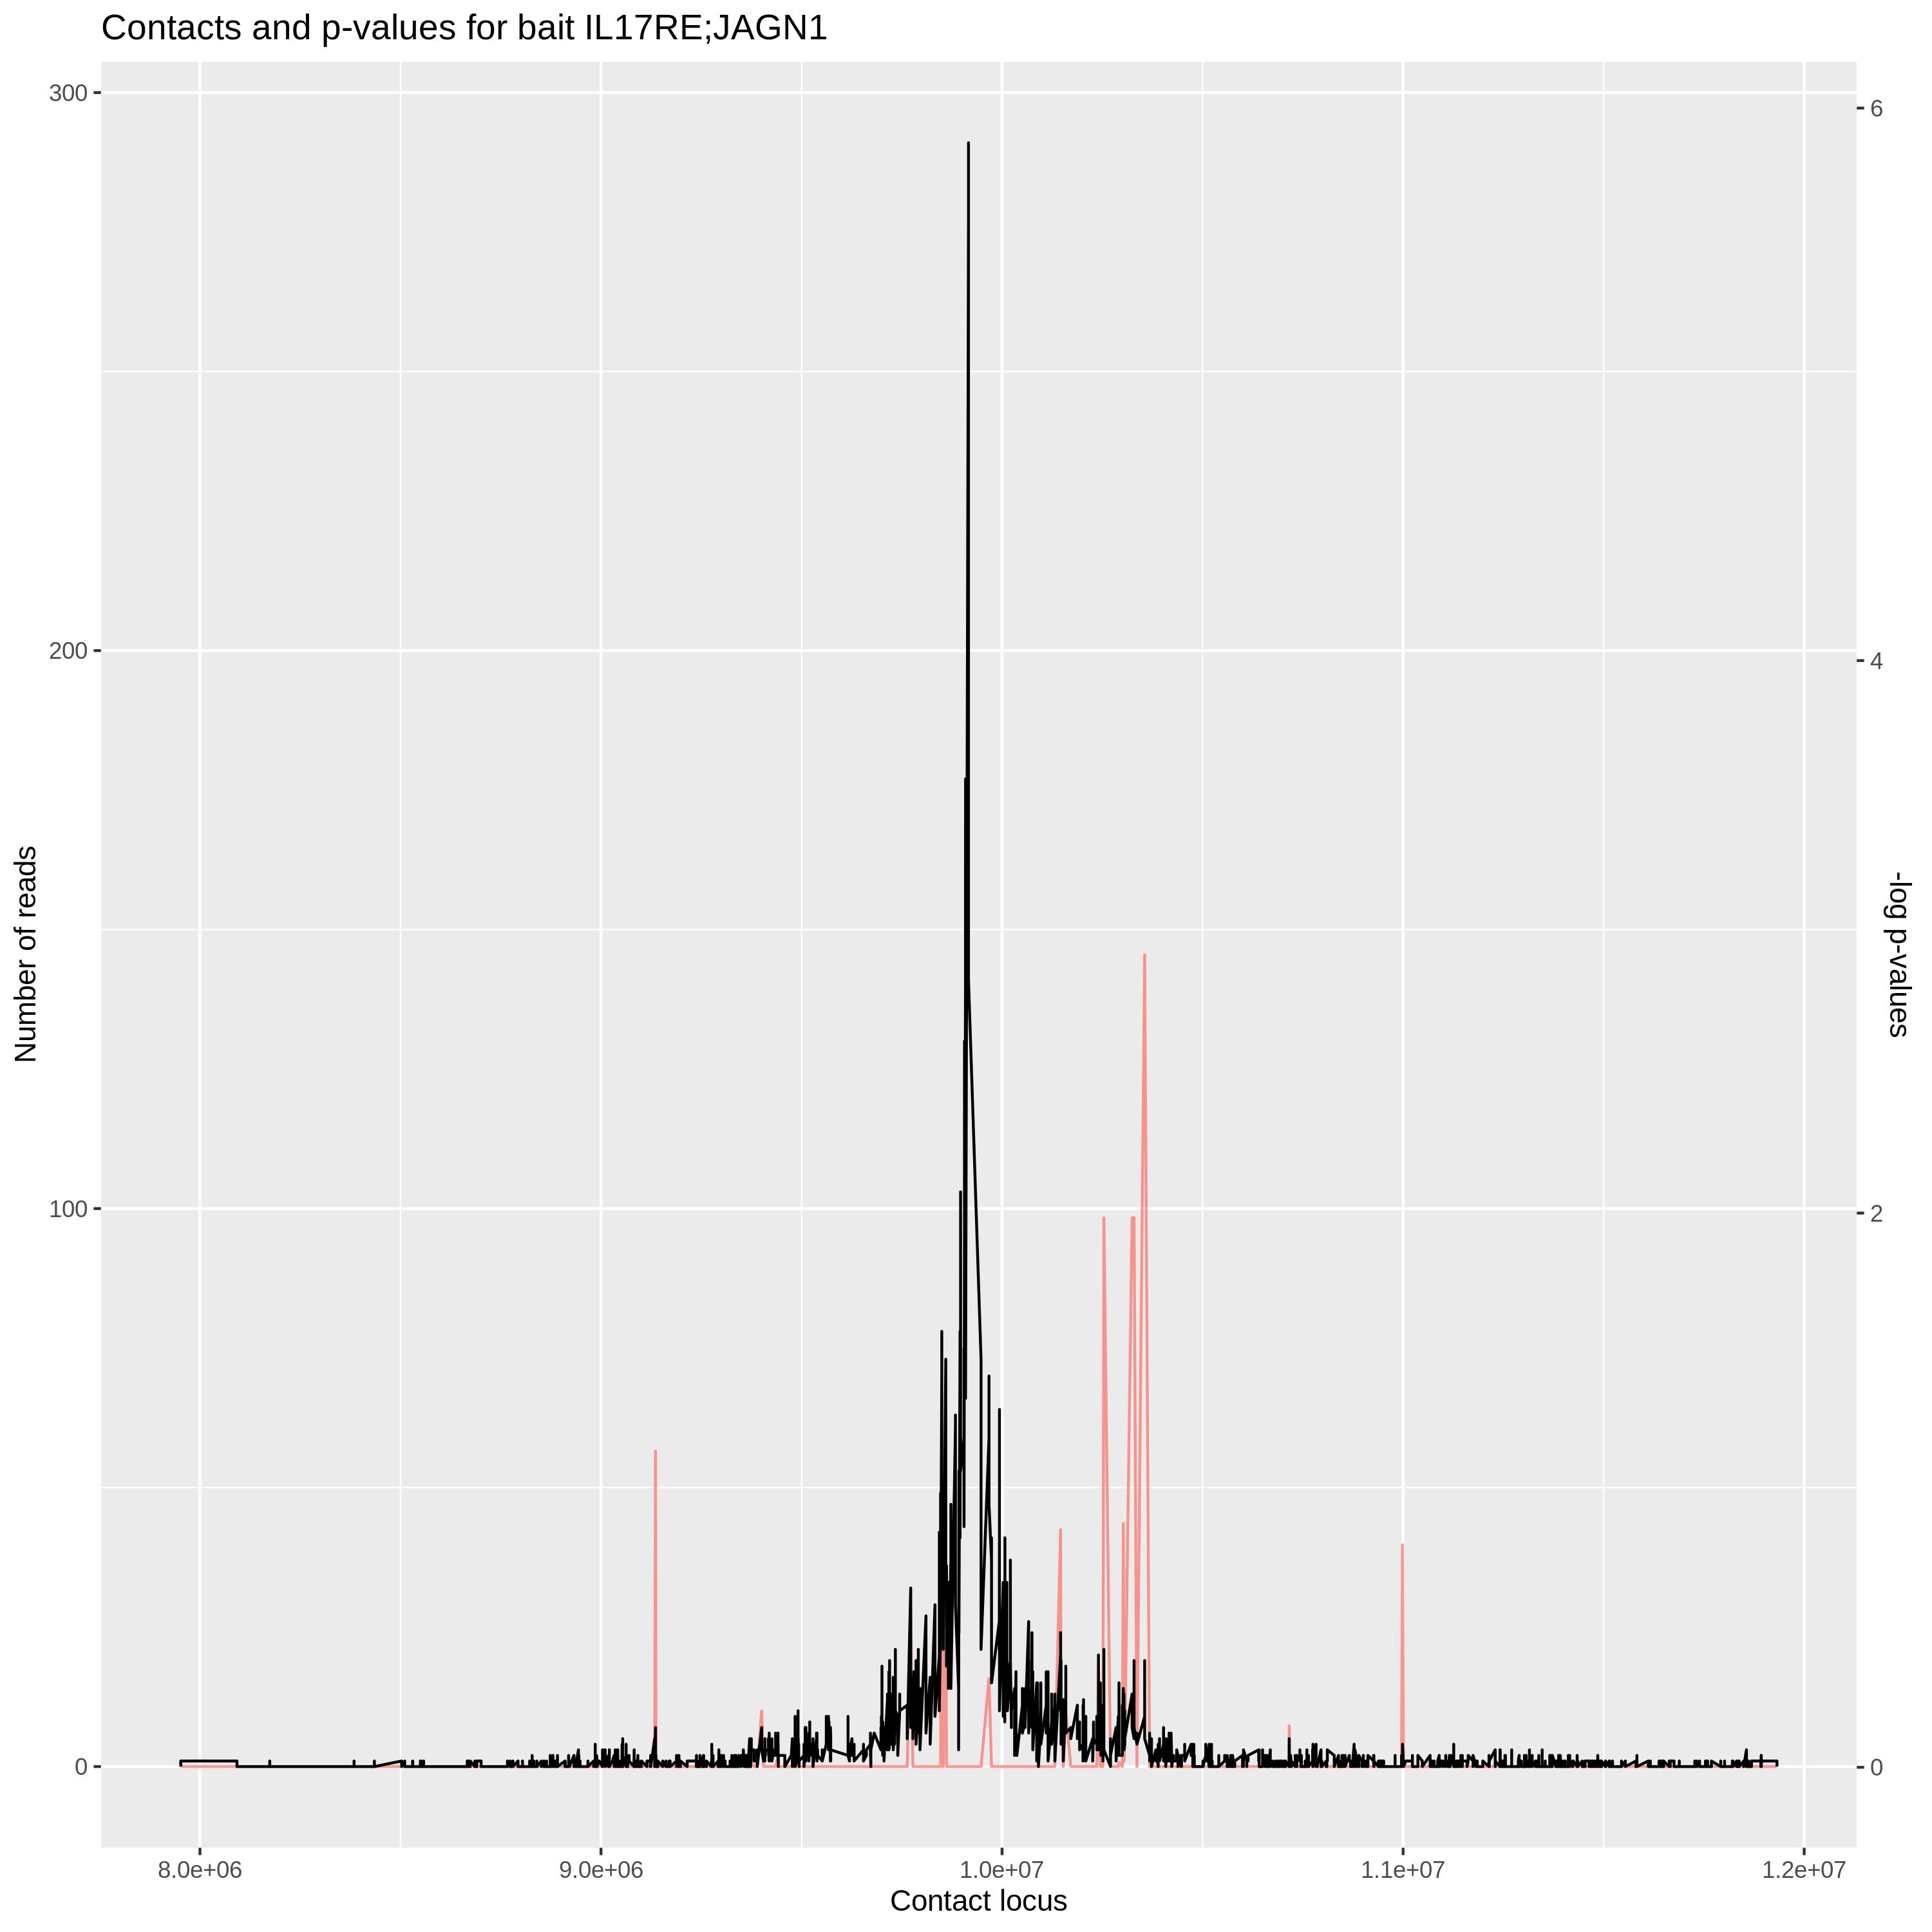 Contacts and p-values for bait IL17RE;JAGN1
300
200
100
0
Number of reads
6
4
2
0
-log p-values
8.0e+06
9.0e+06
1.0e+07
1.1e+07
1.2e+07
Contact locus